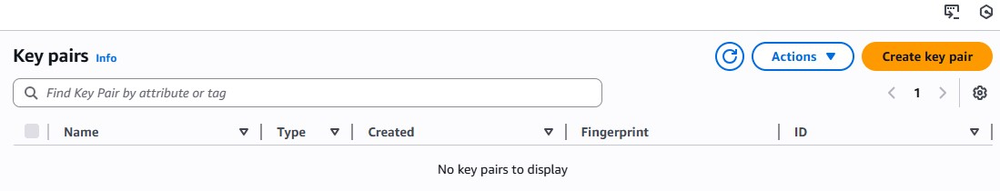 Key pairs Info
Actions Create key pair
Find Key Pair by attribute or tag
1
Name Type Created Fingerprint ID
No key pairs to display